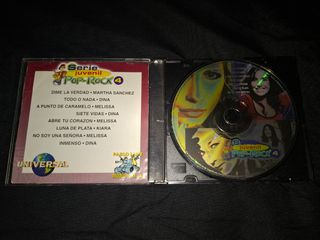 Serie
juvenil
Pop-Rock 4
DIME LA VERDAD • MARTHA SANCHEZ
TODO O NADA • DINA
A PUNTO DE CARAMELO • MELISSA
SIETE VIDAS • DINA
ABRE TU CORAZON • MELISSA
LUNA DE PLATA • KIARA
NO SOY UNA SEÑORA • MELISSA
INMENSO • DINA
UNIVERSAL
Serie
juvenil
Pop-Rock 4